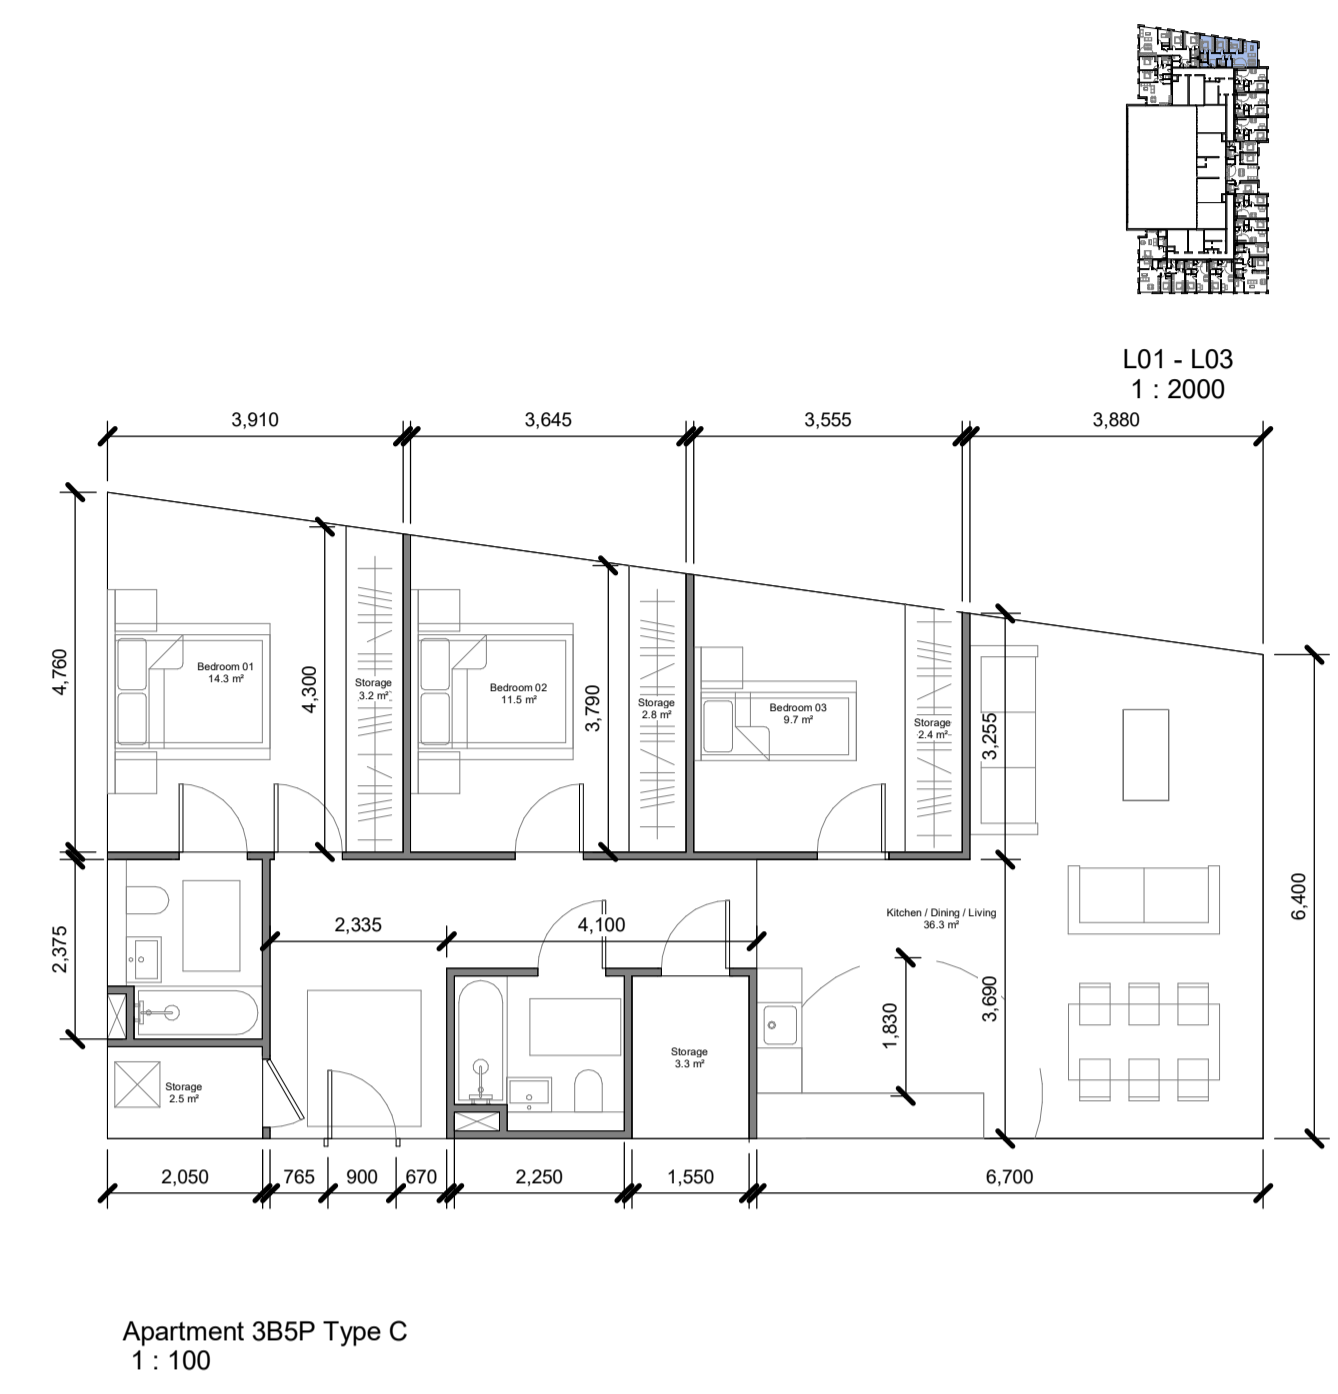 L01 - L03
1 : 2000
3,910
3,645
3,555
3,880
4,760
4,300
3,790
3,255
6,400
Bedroom 01
14.3 m²
Storage
3.2 m²
Bedroom 02
11.5 m²
Storage
2.8 m²
Bedroom 03
9.7 m²
Storage
2.4 m²
Kitchen / Dining / Living
36.3 m²
2,375
2,335
4,100
3,690
1,830
Storage
2.5 m²
Storage
3.3 m²
2,050
765
900
670
2,250
1,550
6,700
Apartment 3B5P Type C
1 : 100